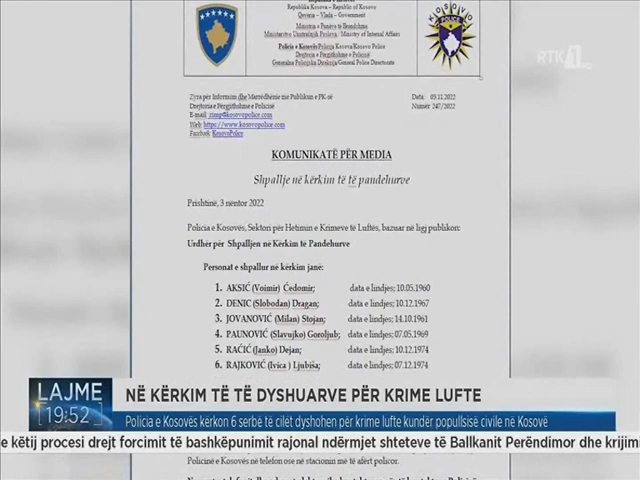 Republika Kosova - Republic of Kosovo
Qeveria - Vlada - Government
Ministria e Punëve të Brendshme
Ministarstvo Unutrašnjih Poslova / Ministry of Internal Affairs
Policia e Kosovës/Policija Kosova/Kosovo Police
Drejtoria e Përgjithshme e Policisë
Generalna Policijska Direkcija/General Police Directorate
KOSOVO
POLICE
RTK1
Zyra për Informim dhe Marrëdhënie me Publikun e PK-së
Drejtoria e Përgjithshme e Policisë
E-mail: zimp@kosovopolice.com
Web: https://www.kosovopolice.com
Facebook: KosovoPolice
Data: 03.11.2022
Numër 247/2022
KOMUNIKATË PËR MEDIA
Shpallje në kërkim të të pandehurve
Prishtinë, 3 nëntor 2022
Policia e Kosovës, Sektori për Hetimin e Krimeve të Luftës, bazuar në ligj publikon:
Urdhër për Shpalljen në Kërkim të Pandehurve
Personat e shpallur në kërkim janë:
1. AKSIĆ (Voimir) Čedomir; data e lindjes; 10.05.1960
2. DENIC (Slobodan) Dragan; data e lindjes; 10.12.1967
3. JOVANOVIĆ (Milan) Stojan; data e lindjes; 14.10.1961
4. PAUNOVIĆ (Slavujko) Goroljub; data e lindjes; 07.05.1969
5. RAČIĆ (Janko) Dejan; data e lindjes; 10.12.1974
6. RAJKOVIĆ (Ivica ) Ljubiša; data e lindjes; 07.12.1974
LAJME
19:52
NË KËRKIM TË TË DYSHUARVE PËR KRIME LUFTE
Policia e Kosovës kërkon 6 serbë të cilët dyshohen për krime lufte kundër popullsisë civile në Kosovë
e këtij procesi drejt forcimit të bashkëpunimit rajonal ndërmjet shteteve të Ballkanit Perëndimor dhe krijimi
Policinë e Kosovës në telefon ose në stacionin më të afërt policor.